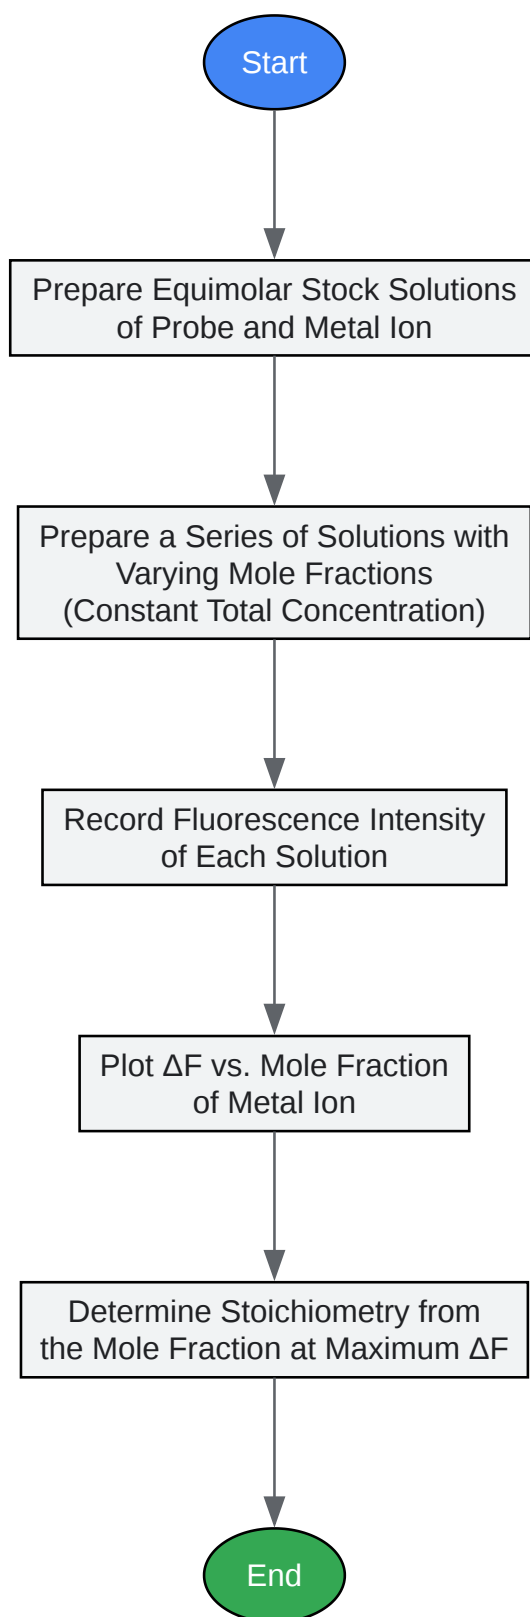 Start
Prepare Equimolar Stock Solutions
of Probe and Metal Ion
Prepare a Series of Solutions with
Varying Mole Fractions
(Constant Total Concentration)
Record Fluorescence Intensity
of Each Solution
Plot ΔF vs. Mole Fraction
of Metal Ion
Determine Stoichiometry from
the Mole Fraction at Maximum ΔF
End